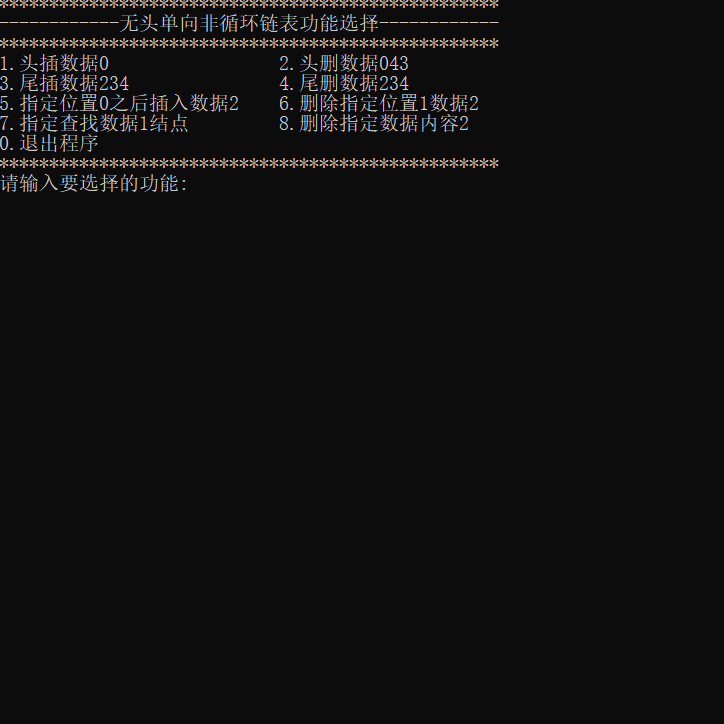 **************************************************
------------无头单向非循环链表功能选择------------
**************************************************
1.头插数据0                 2.头删数据043
3.尾插数据234               4.尾删数据234
5.指定位置0之后插入数据2    6.删除指定位置1数据2
7.指定查找数据1结点         8.删除指定数据内容2
0.退出程序
**************************************************
请输入要选择的功能: